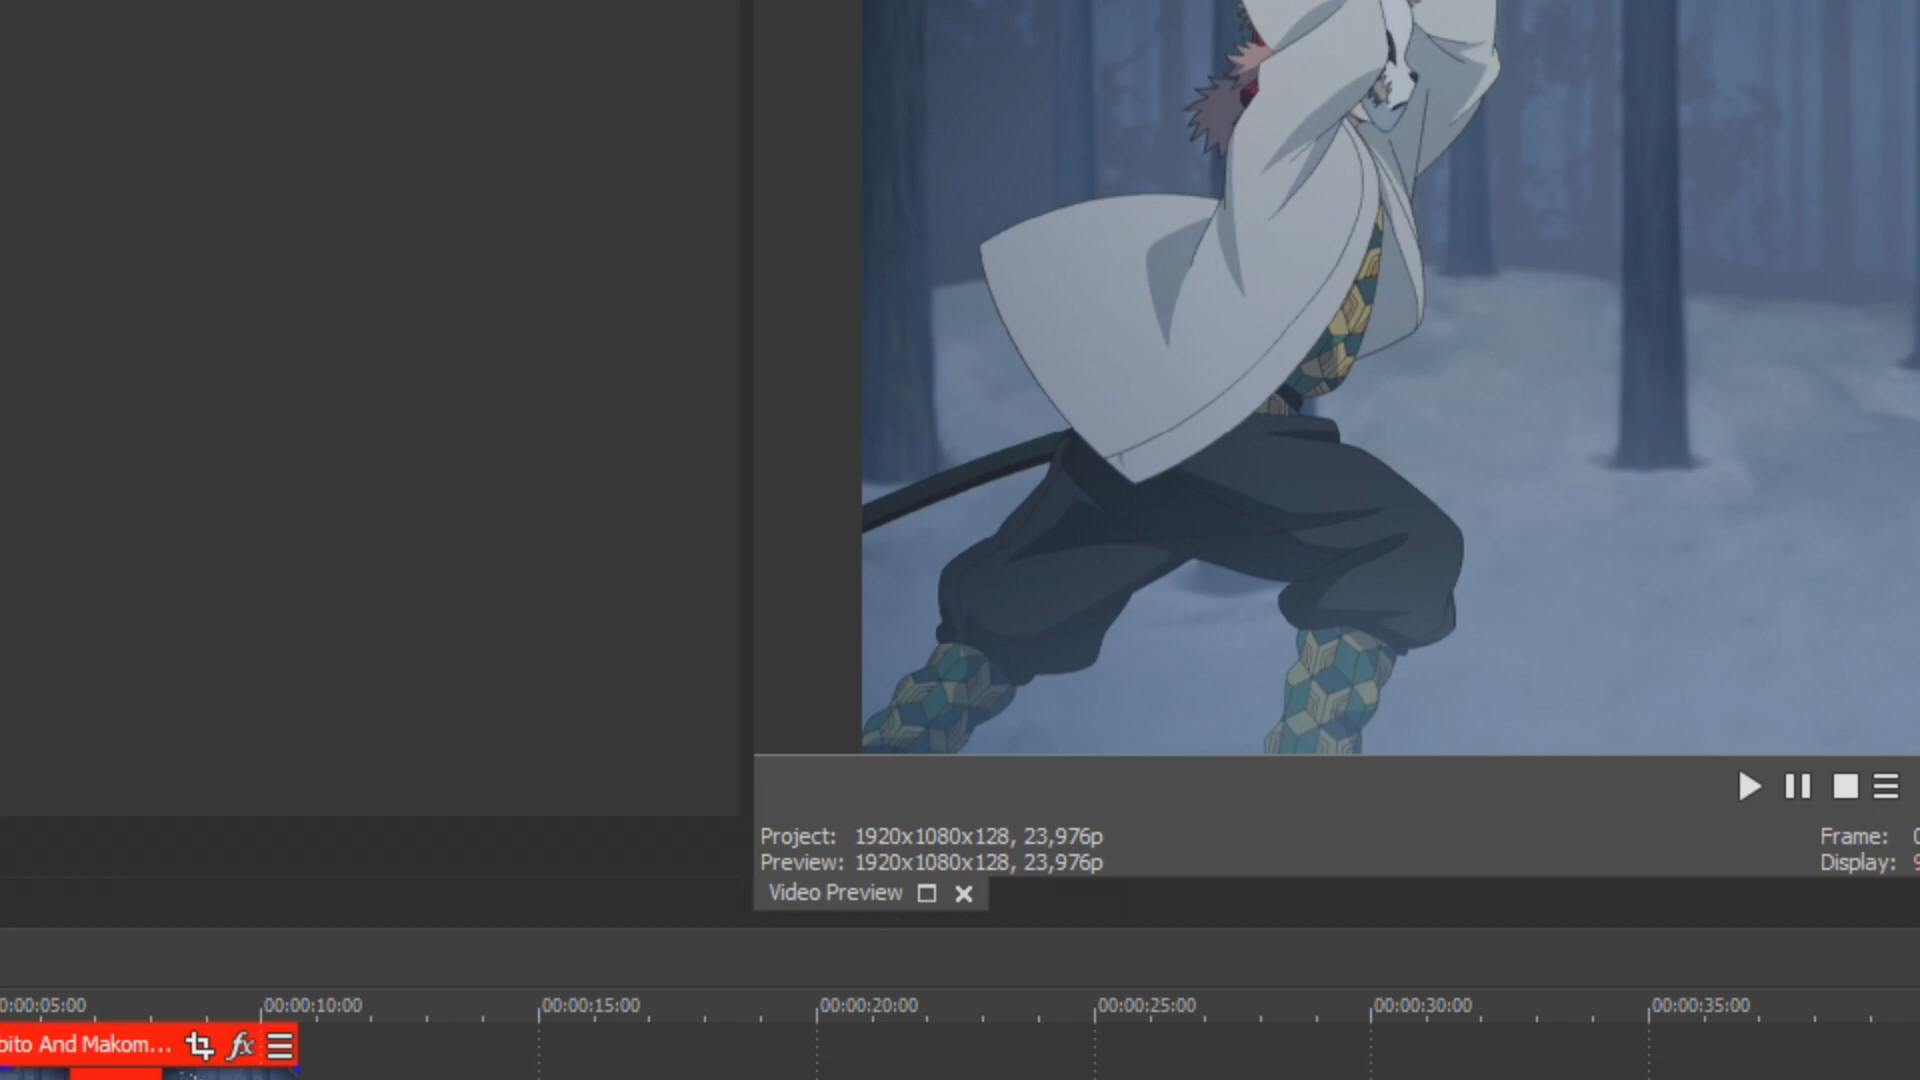 Project: 1920x1080x128, 23,976p
Preview: 1920x1080x128, 23,976p
Frame:
Display:
Video Preview
0:00:05:00 00:00:10:00 00:00:15:00 00:00:20:00 00:00:25:00 00:00:30:00 00:00:35:00
bito And Makom... fx